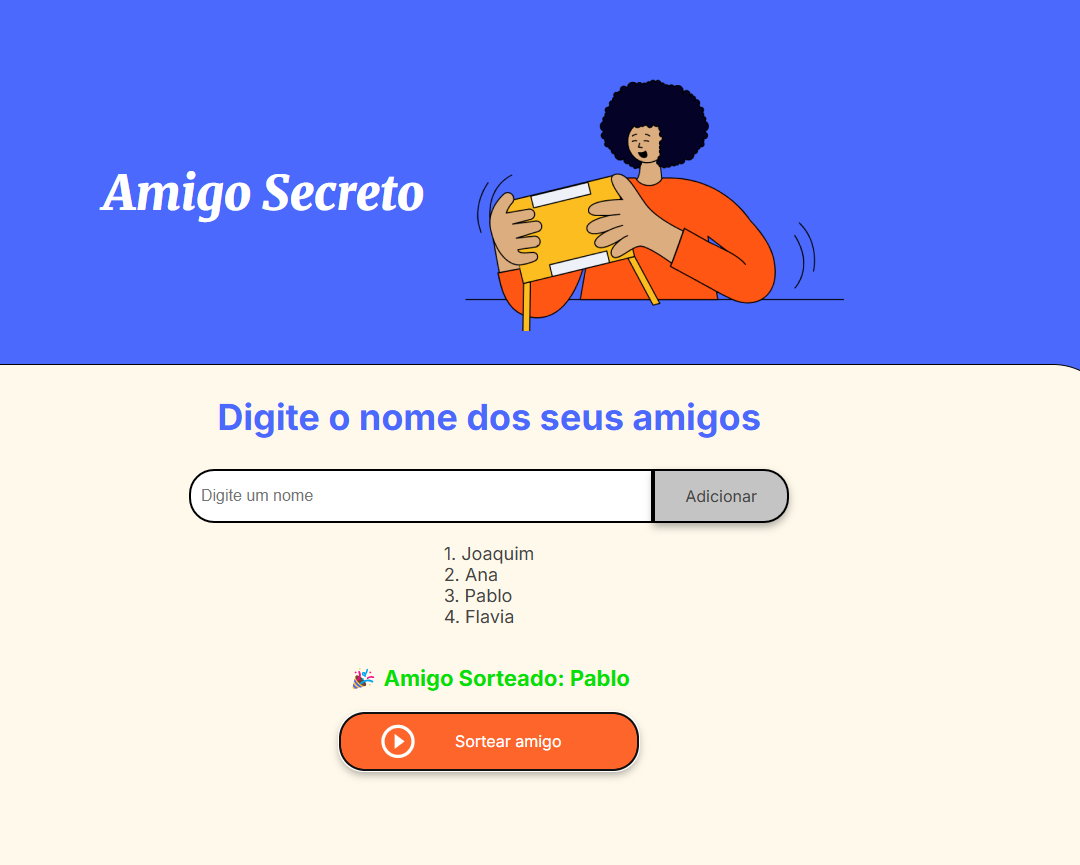 Amigo Secreto
Digite o nome dos seus amigos
Digite um nome
Adicionar
1. Joaquim
2. Ana
3. Pablo
4. Flavia
🎉 Amigo Sorteado: Pablo
Sortear amigo